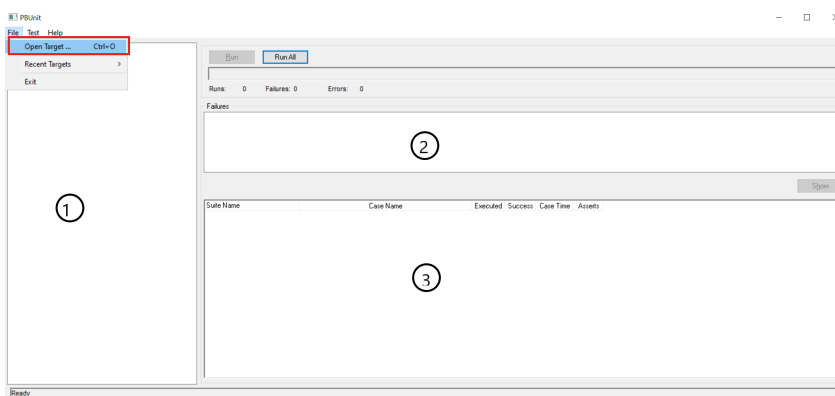 PBUnit
File Test Help
Open Target ... Ctrl+O
Recent Targets
Exit
Run Run All
Runs: 0 Failures: 0 Errors: 0
Failures
2
Show
1
Suite Name Case Name Executed Success Case Time Asserts
3
Ready